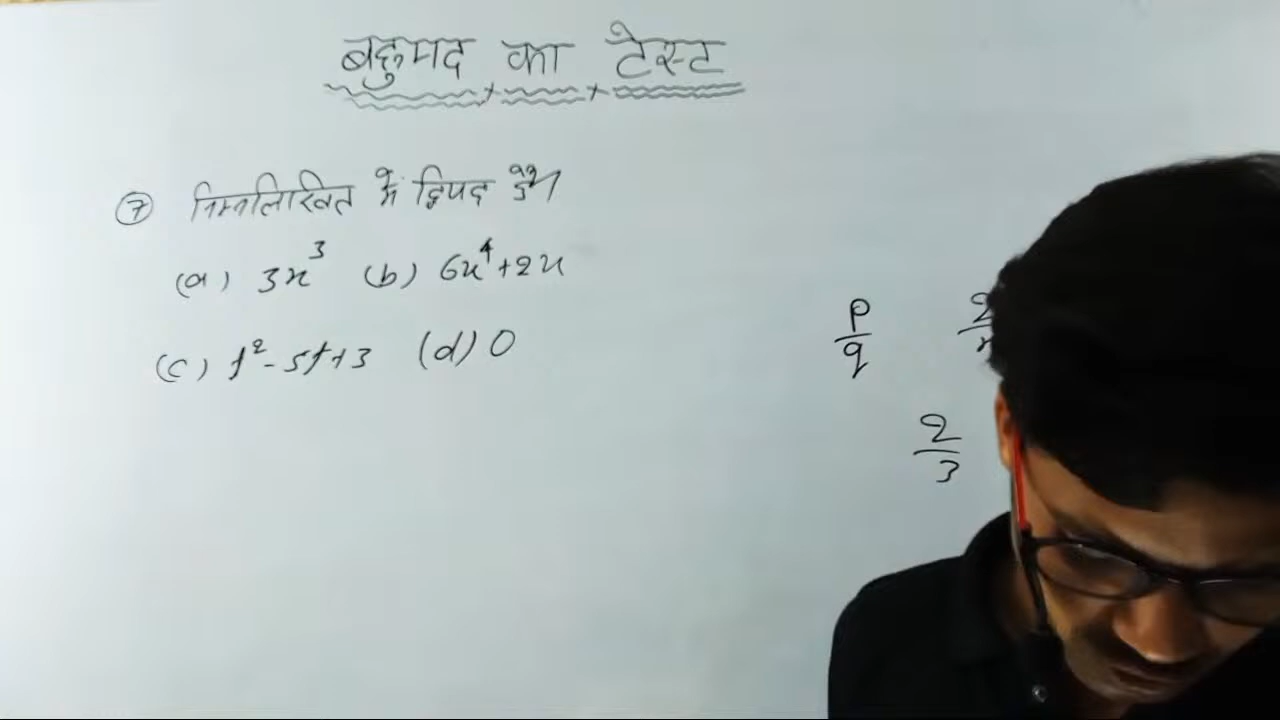 बहुपद का टेस्ट
⑦ निम्नलिखित में द्विपद है।
(a) 3x³ (b) 6x⁴+2x
(c) t²-5t+3 (d) 0
p/q 2/
2/3